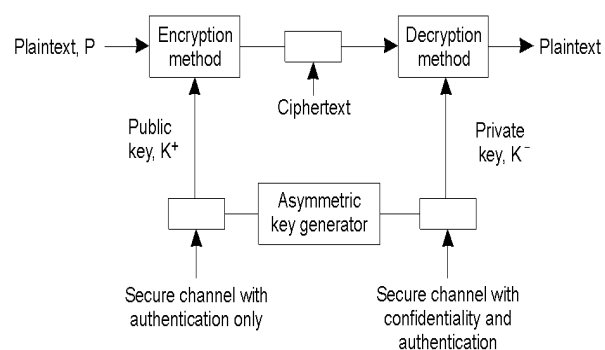 Plaintext, P
Encryption
method
Ciphertext
Decryption
method
Plaintext
Public
key, K⁺
Private
key, K⁻
Asymmetric
key generator
Secure channel with
authentication only
Secure channel with
confidentiality and
authentication